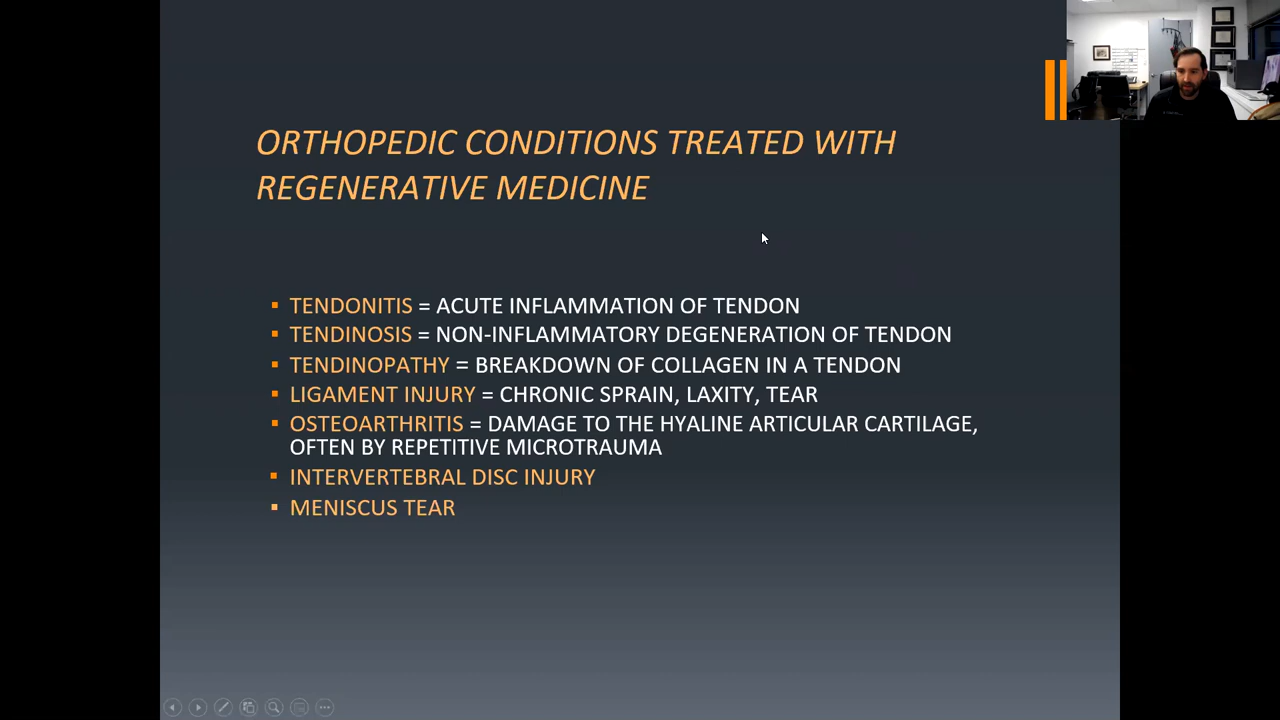 ORTHOPEDIC CONDITIONS TREATED WITH
REGENERATIVE MEDICINE
▪ TENDONITIS = ACUTE INFLAMMATION OF TENDON
▪ TENDINOSIS = NON-INFLAMMATORY DEGENERATION OF TENDON
▪ TENDINOPATHY = BREAKDOWN OF COLLAGEN IN A TENDON
▪ LIGAMENT INJURY = CHRONIC SPRAIN, LAXITY, TEAR
▪ OSTEOARTHRITIS = DAMAGE TO THE HYALINE ARTICULAR CARTILAGE,
OFTEN BY REPETITIVE MICROTRAUMA
▪ INTERVERTEBRAL DISC INJURY
▪ MENISCUS TEAR